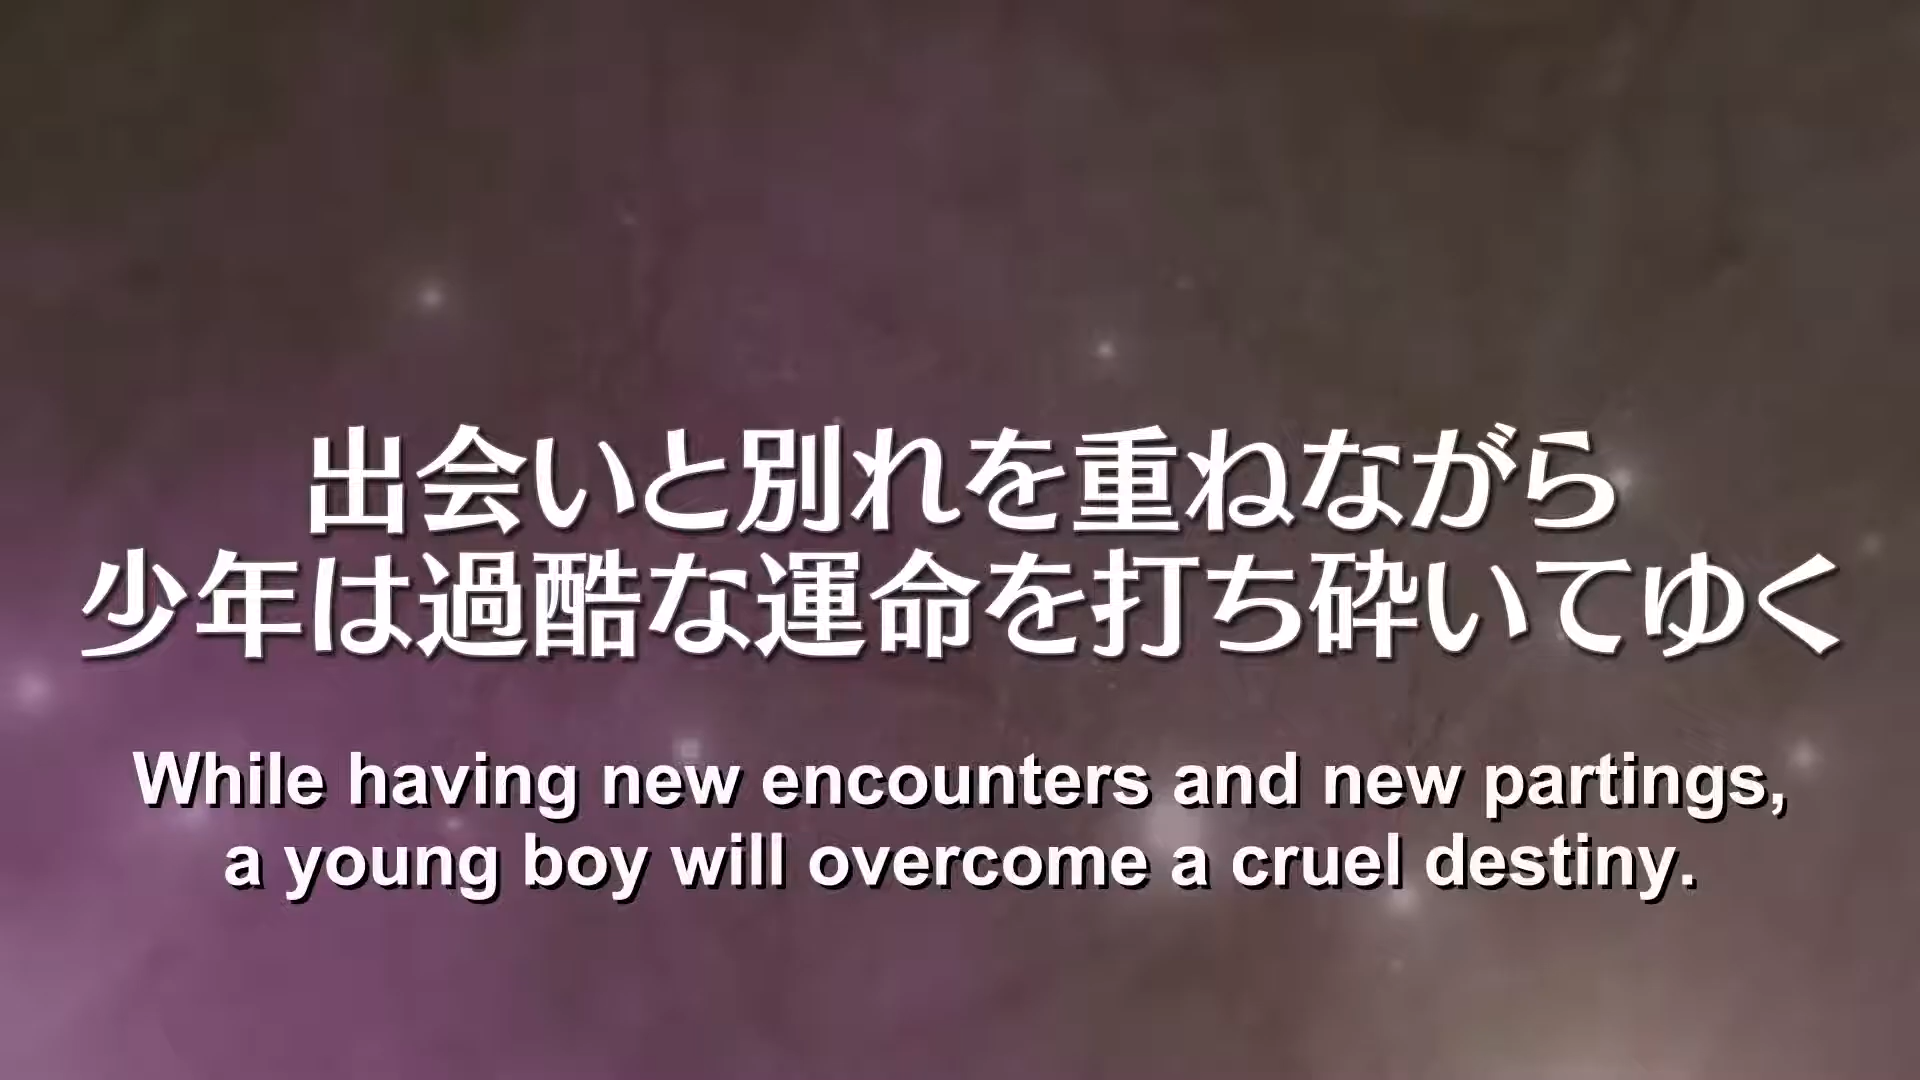 出会いと別れを重ねながら
少年は過酷な運命を打ち砕いてゆく
While having new encounters and new partings,
a young boy will overcome a cruel destiny.